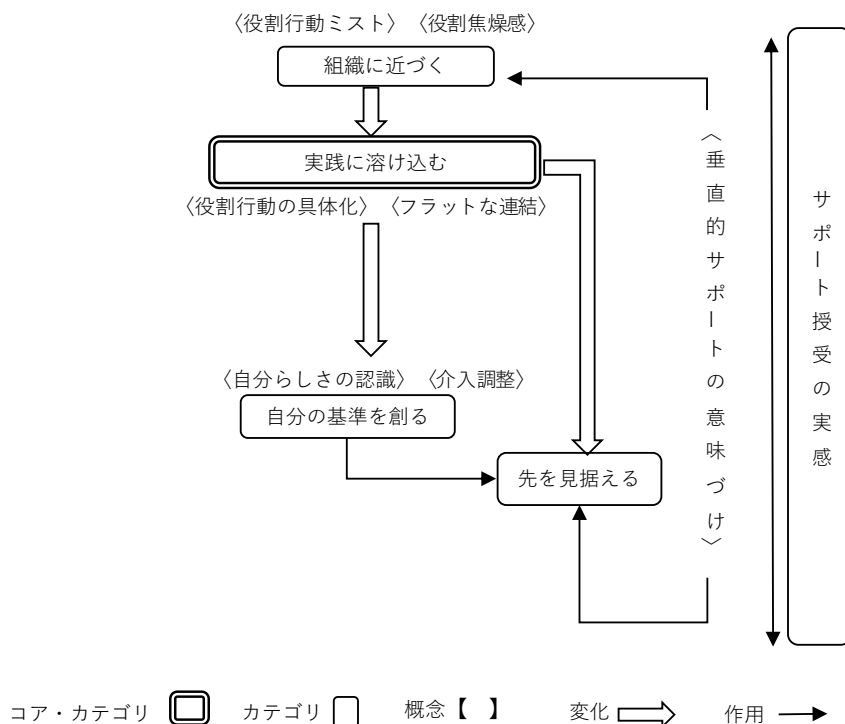 〈役割行動ミスト〉〈役割焦燥感〉
組織に近づく
実践に溶け込む
〈役割行動の具体化〉〈フラットな連結〉
〈自分らしさの認識〉〈介入調整〉
自分の基準を創る
先を見据える
〈垂直的サポートの意味づけ〉
サポート授受の実感
コア・カテゴリ
カテゴリ
概念【 】
変化
作用